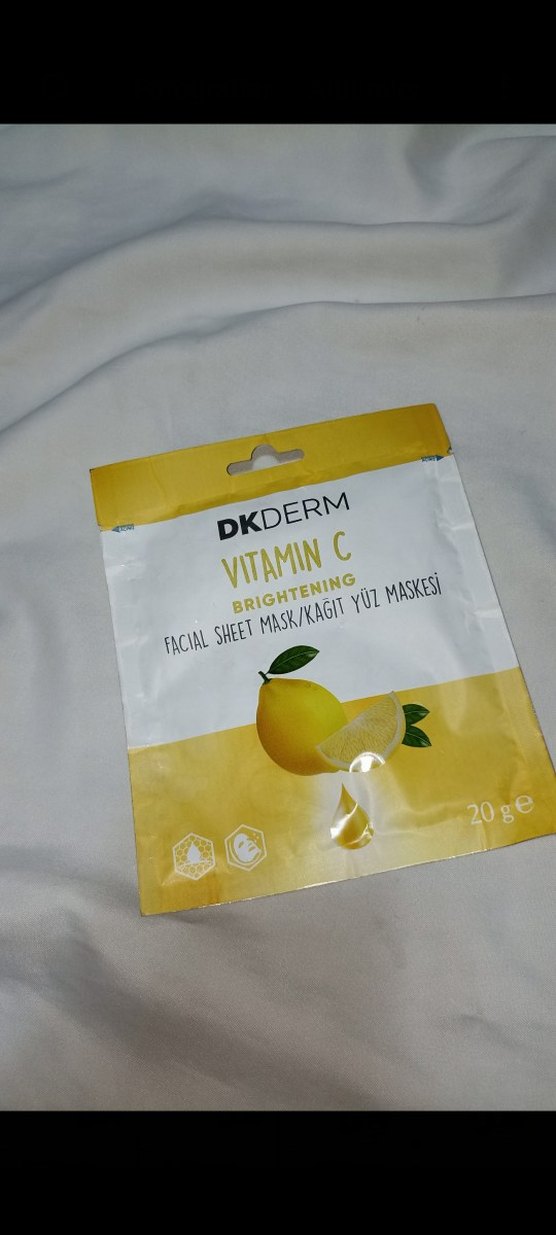 DKDERM
VITAMIN C
BRIGHTENING
FACIAL SHEET MASK/KAĞIT YÜZ MASKESİ
20 g ℮